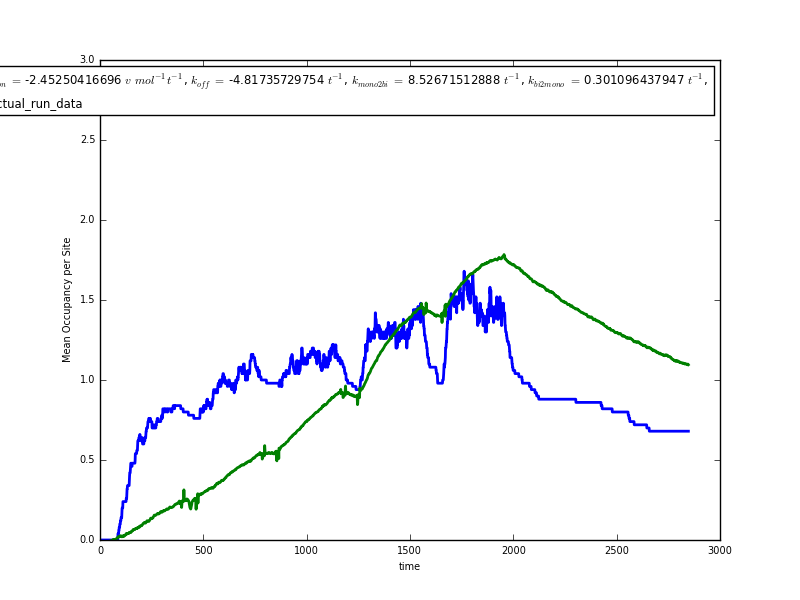 = -2.45250416696 v mol⁻¹t⁻¹, k_off = -4.81735729754 t⁻¹, k_mono2bi = 8.52671512888 t⁻¹, k_bi2mono = 0.301096437947 t⁻¹,
ctual_run_data
3.0
2.5
2.0
1.5
1.0
0.5
0.0
Mean Occupancy per Site
0 500 1000 1500 2000 2500 3000
time